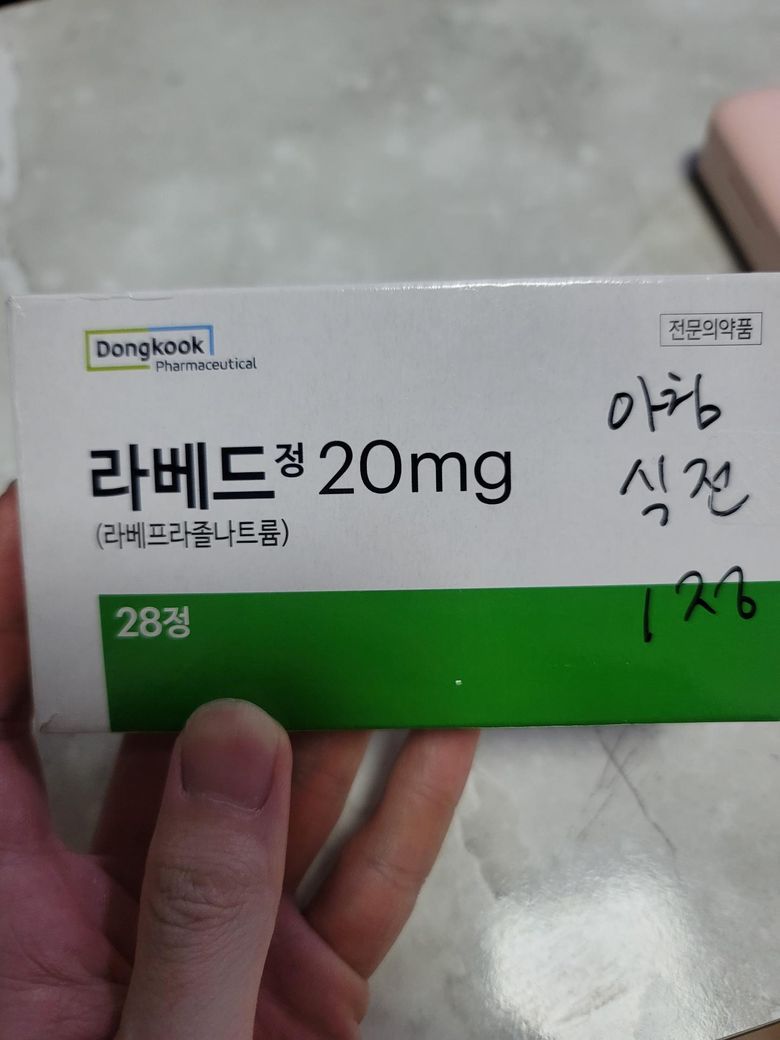 Dongkook
Pharmaceutical
전문의약품
라베드정 20mg
(라베프라졸나트륨)
28정
아침
식전
1정